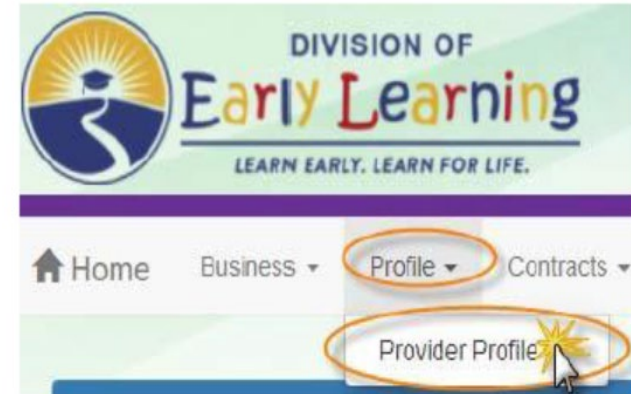 DIVISION OF
Early Learning
LEARN EARLY. LEARN FOR LIFE.
Home Business Profile Contracts
Provider Profile